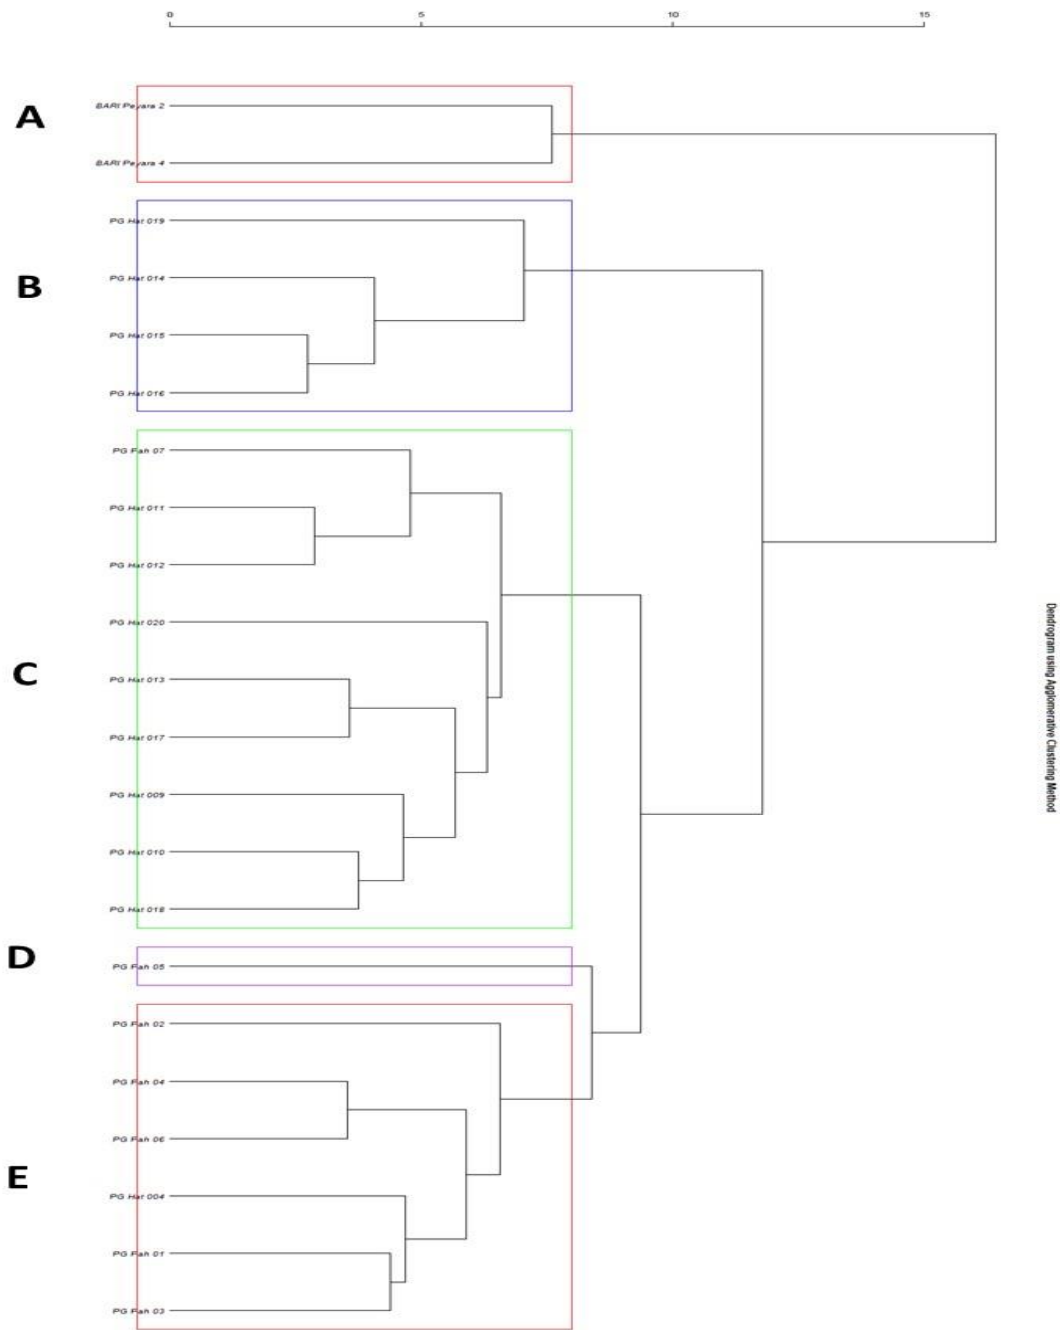 0 5 10 15
A
BARI Peyara 2
BARI Peyara 4
B
PG Hat 019
PG Hat 014
PG Hat 015
PG Hat 016
C
PG Fah 07
PG Hat 011
PG Hat 012
PG Hat 020
PG Hat 013
PG Hat 017
PG Hat 009
PG Hat 010
PG Hat 018
D
PG Fah 05
E
PG Fah 02
PG Fah 04
PG Fah 06
PG Hat 004
PG Fah 01
PG Fah 03
Dendrogram using Agglomerative Clustering Method